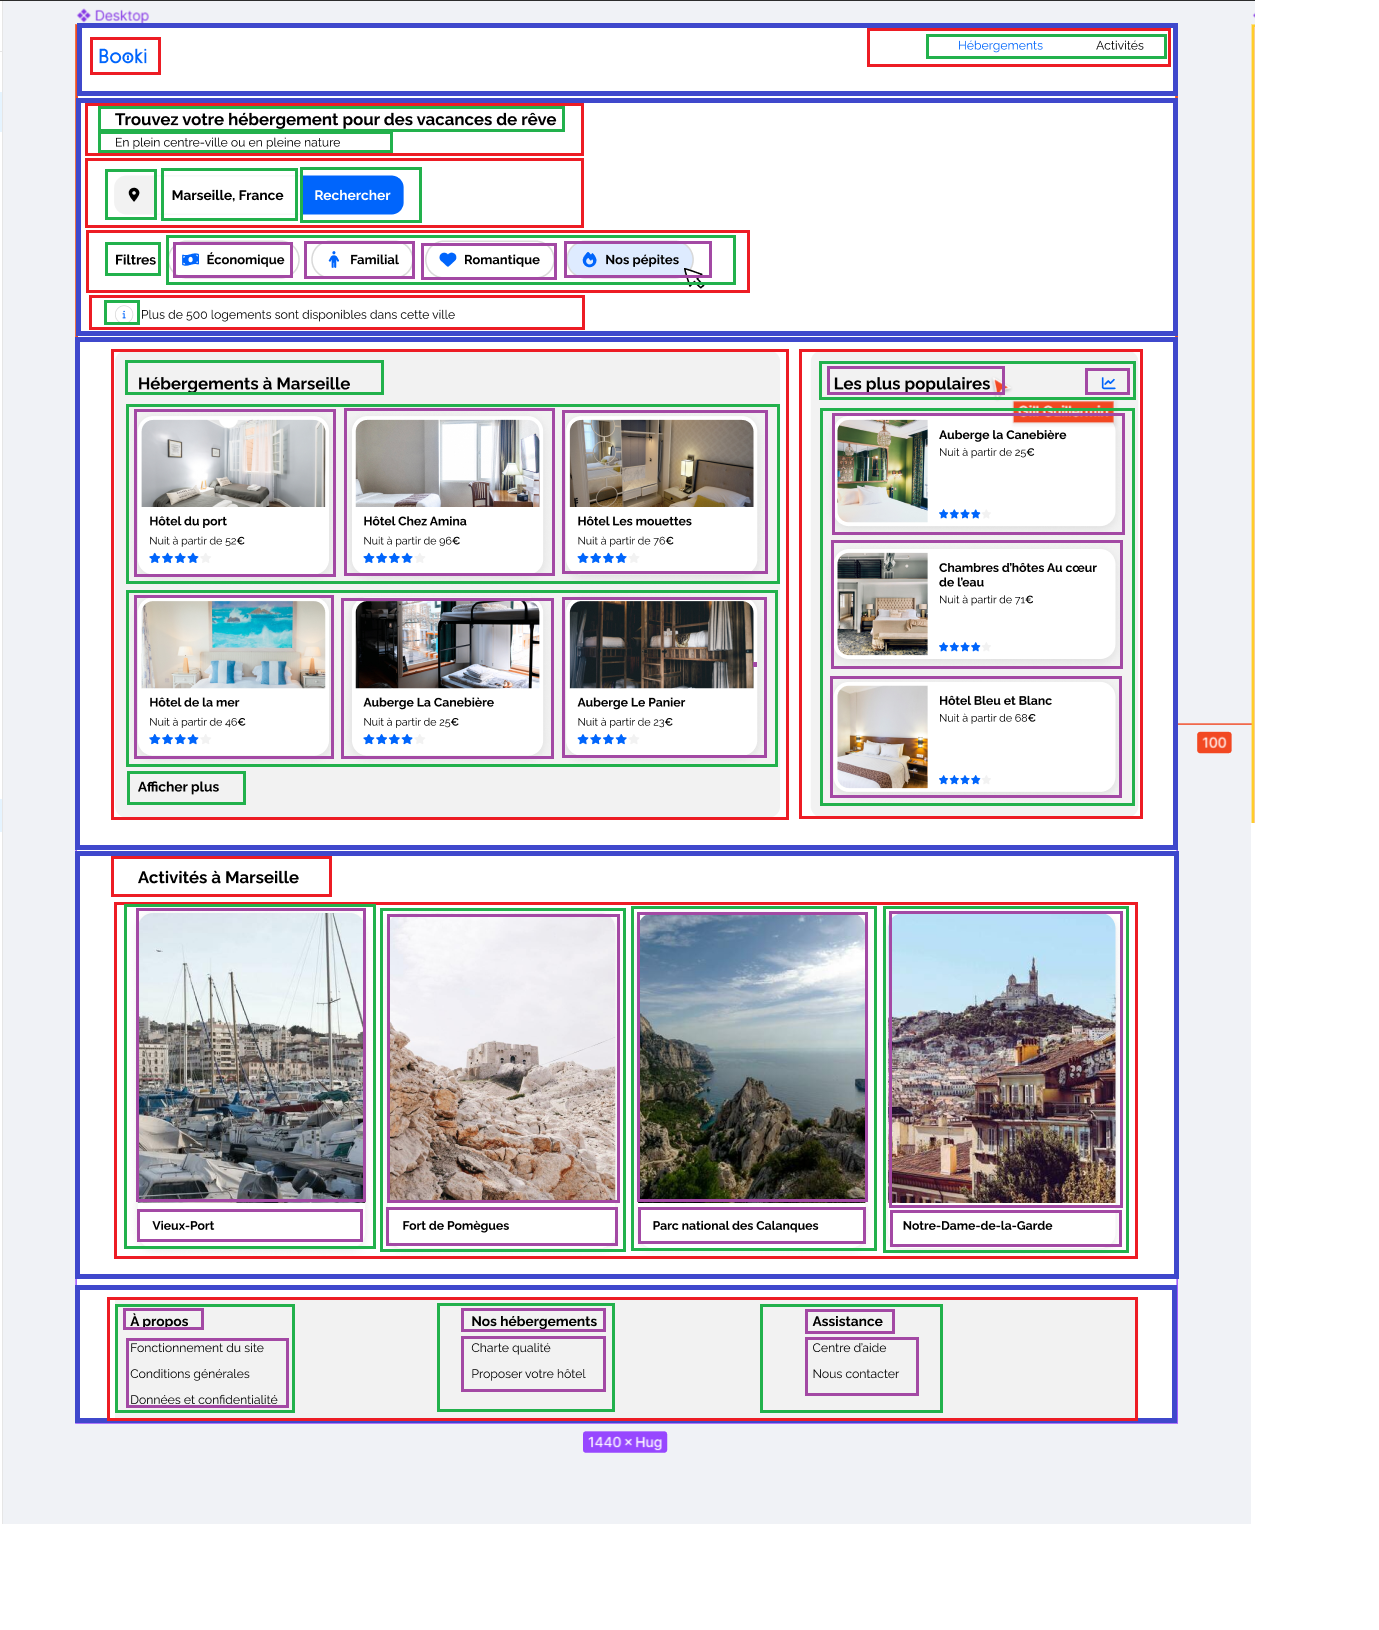 Desktop
Booki
Hébergements
Activités
Trouvez votre hébergement pour des vacances de rêve
En plein centre-ville ou en pleine nature
Marseille, France
Rechercher
Filtres
Économique
Familial
Romantique
Nos pépites
i Plus de 500 logements sont disponibles dans cette ville
Hébergements à Marseille
Hôtel du port
Nuit à partir de 52€
Hôtel Chez Amina
Nuit à partir de 96€
Hôtel Les mouettes
Nuit à partir de 76€
Hôtel de la mer
Nuit à partir de 46€
Auberge La Canebière
Nuit à partir de 25€
Auberge Le Panier
Nuit à partir de 23€
Afficher plus
Les plus populaires
Auberge la Canebière
Nuit à partir de 25€
Chambres d'hôtes Au cœur
de l'eau
Nuit à partir de 71€
Hôtel Bleu et Blanc
Nuit à partir de 68€
100
Activités à Marseille
Vieux-Port
Fort de Pomègues
Parc national des Calanques
Notre-Dame-de-la-Garde
À propos
Fonctionnement du site
Conditions générales
Données et confidentialité
Nos hébergements
Charte qualité
Proposer votre hôtel
Assistance
Centre d'aide
Nous contacter
1440 × Hug